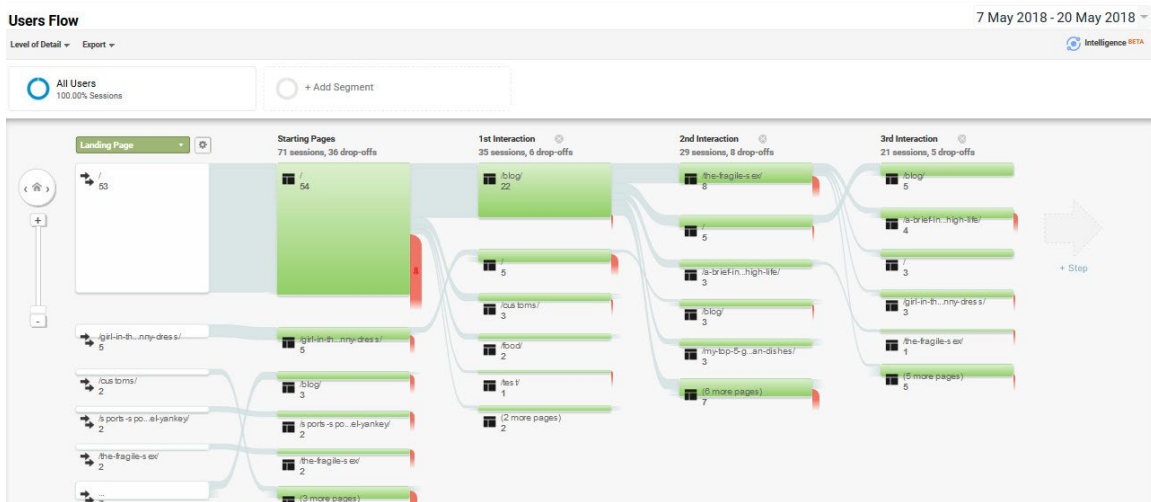 Users Flow
7 May 2018 - 20 May 2018
Level of Detail
Export
Intelligence BETA
All Users
100.00% Sessions
+ Add Segment
Landing Page
Starting Pages
71 sessions, 36 drop-offs
1st Interaction
35 sessions, 6 drop-offs
2nd Interaction
29 sessions, 8 drop-offs
3rd Interaction
21 sessions, 5 drop-offs
/
53
/girl-in-th...nny-dress/
5
/customs/
2
/sports-spo...el-yankey/
2
/the-fragile-sex/
2
...
/
54
/girl-in-th...nny-dress/
5
/blog/
3
/sports-spo...el-yankey/
2
/the-fragile-sex/
2
(3 more pages)
/blog/
22
/
5
/customs/
3
/food/
2
/test/
1
(2 more pages)
2
/the-fragile-sex/
8
/
5
/a-brief-in...high-life/
3
/blog/
3
/my-top-5-g...an-dishes/
3
(6 more pages)
7
/blog/
5
/a-brief-in...high-life/
4
/
3
/girl-in-th...nny-dress/
3
/the-fragile-sex/
1
(5 more pages)
5
+ Step
+
-